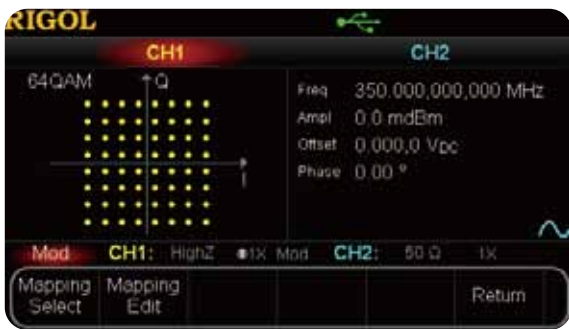 RIGOL
CH1 CH2
64QAM Q
I
Freq 350.000,000,000 MHz
Ampl 0.0 mdBm
Offset 0.000,0 VDC
Phase 0.00 °
Mod CH1: HighZ 1X Mod CH2: 50 Ω 1X
Mapping Select
Mapping Edit
Return